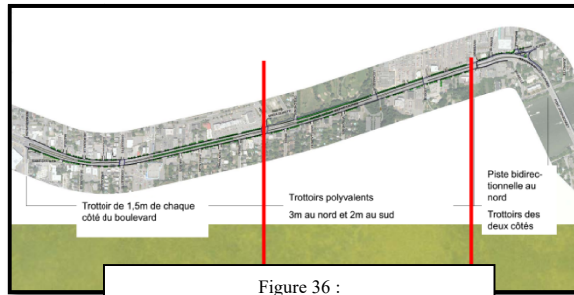 Trottoir de 1,5m de chaque
côté du boulevard
Trottoirs polyvalents
3m au nord et 2m au sud
Piste bidirec-
tionnelle au
nord
Trottoirs des
deux côtés
Figure 36 :